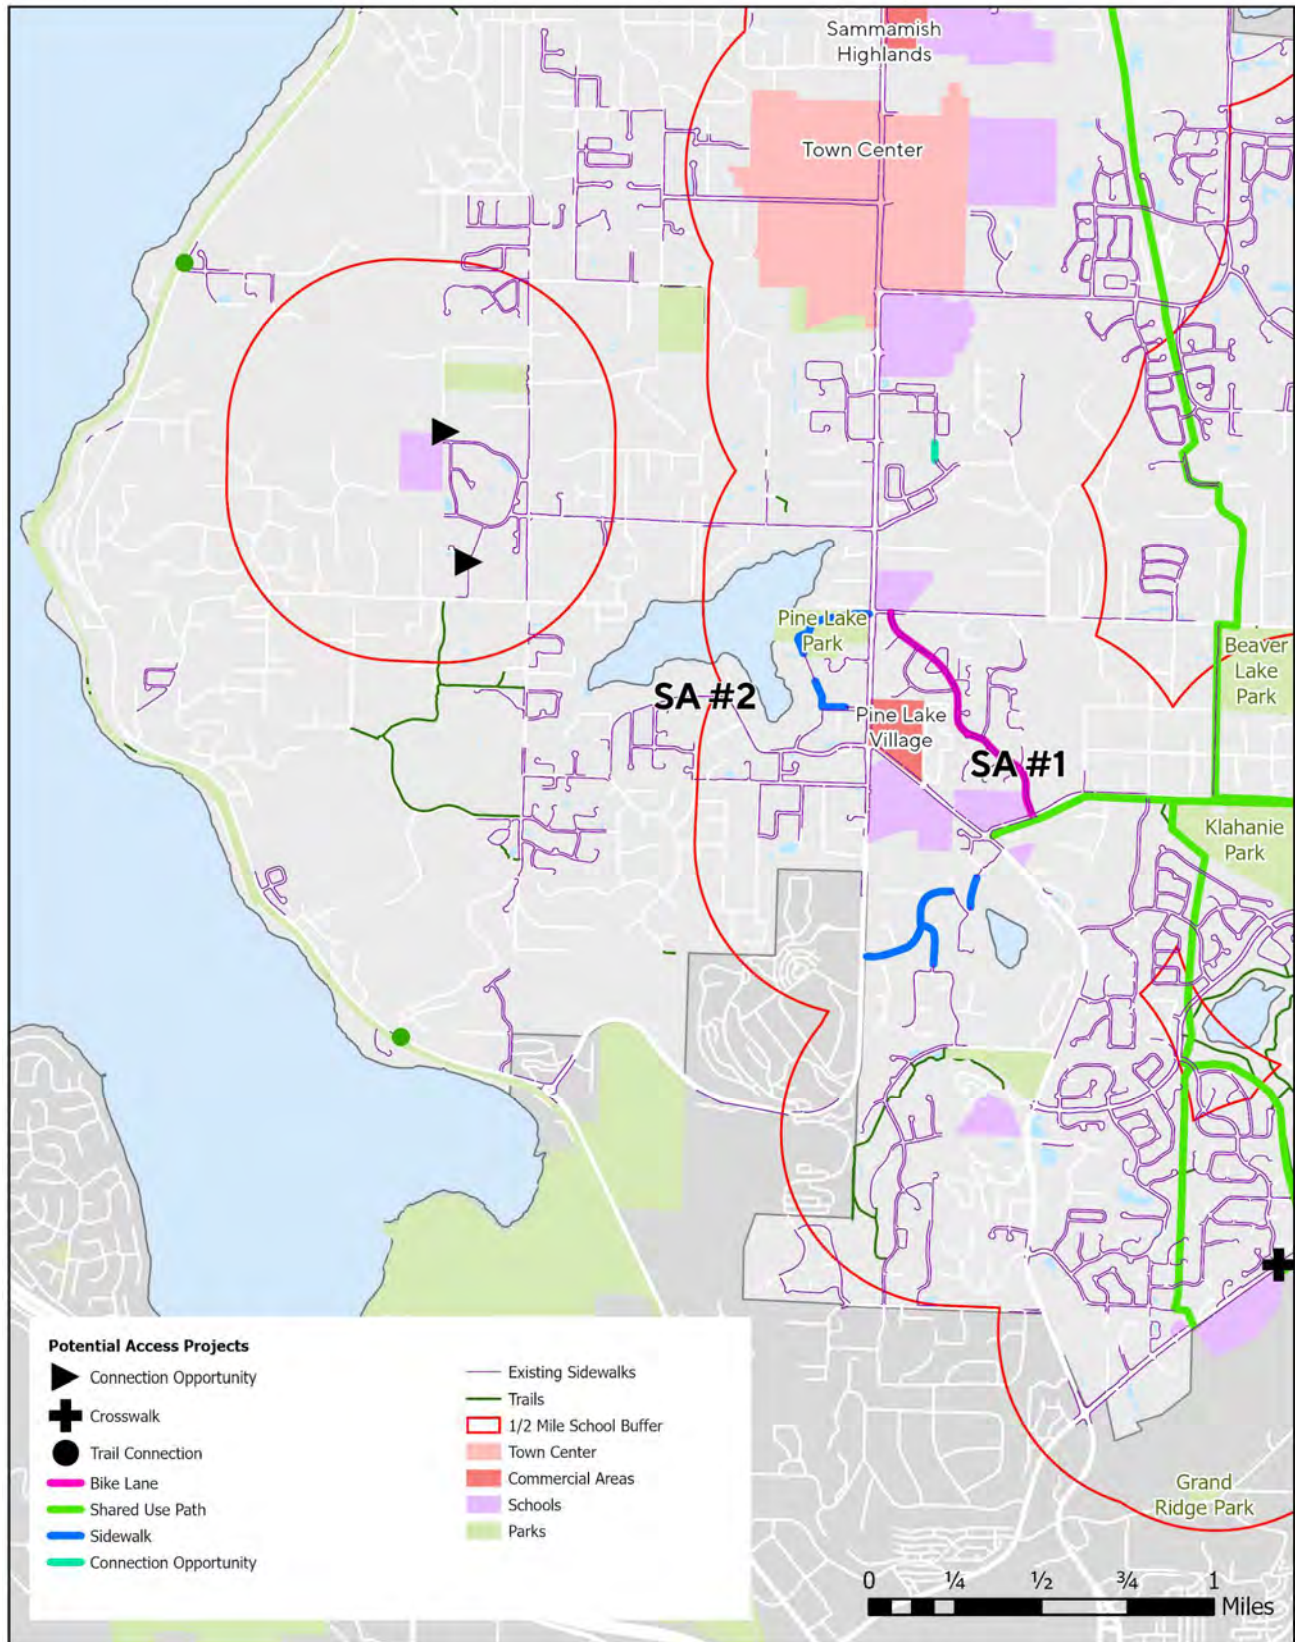 Sammamish
Highlands
Town Center
Pine Lake
Park
Beaver
Lake
Park
SA #2
Pine Lake
Village
SA #1
Klahanie
Park
Grand
Ridge Park
Potential Access Projects
Connection Opportunity
Crosswalk
Trail Connection
Bike Lane
Shared Use Path
Sidewalk
Connection Opportunity
Existing Sidewalks
Trails
1/2 Mile School Buffer
Town Center
Commercial Areas
Schools
Parks
0 ¼ ½ ¾ 1
Miles